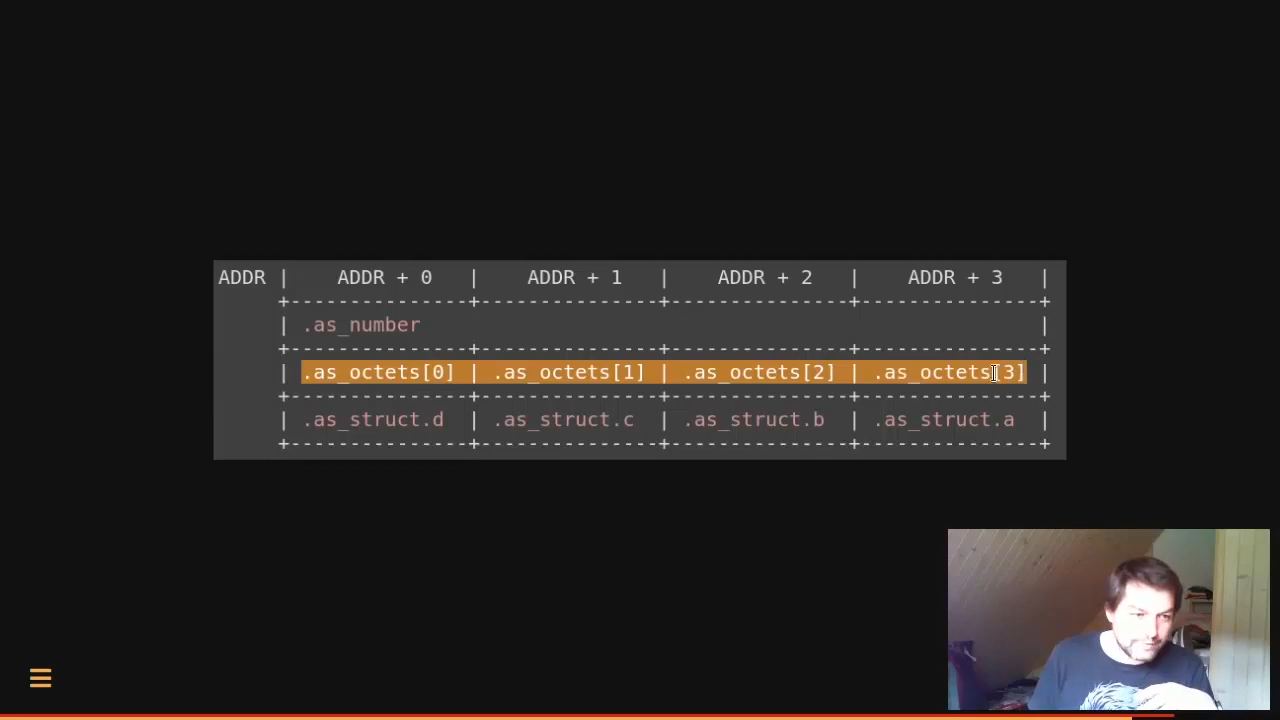 ADDR |    ADDR + 0   |    ADDR + 1   |    ADDR + 2   |    ADDR + 3   |
+---------------+---------------+---------------+---------------+
| .as_number                                                    |
+---------------+---------------+---------------+---------------+
| .as_octets[0] | .as_octets[1] | .as_octets[2] | .as_octets[3] |
+---------------+---------------+---------------+---------------+
| .as_struct.d  | .as_struct.c  | .as_struct.b  | .as_struct.a  |
+---------------+---------------+---------------+---------------+